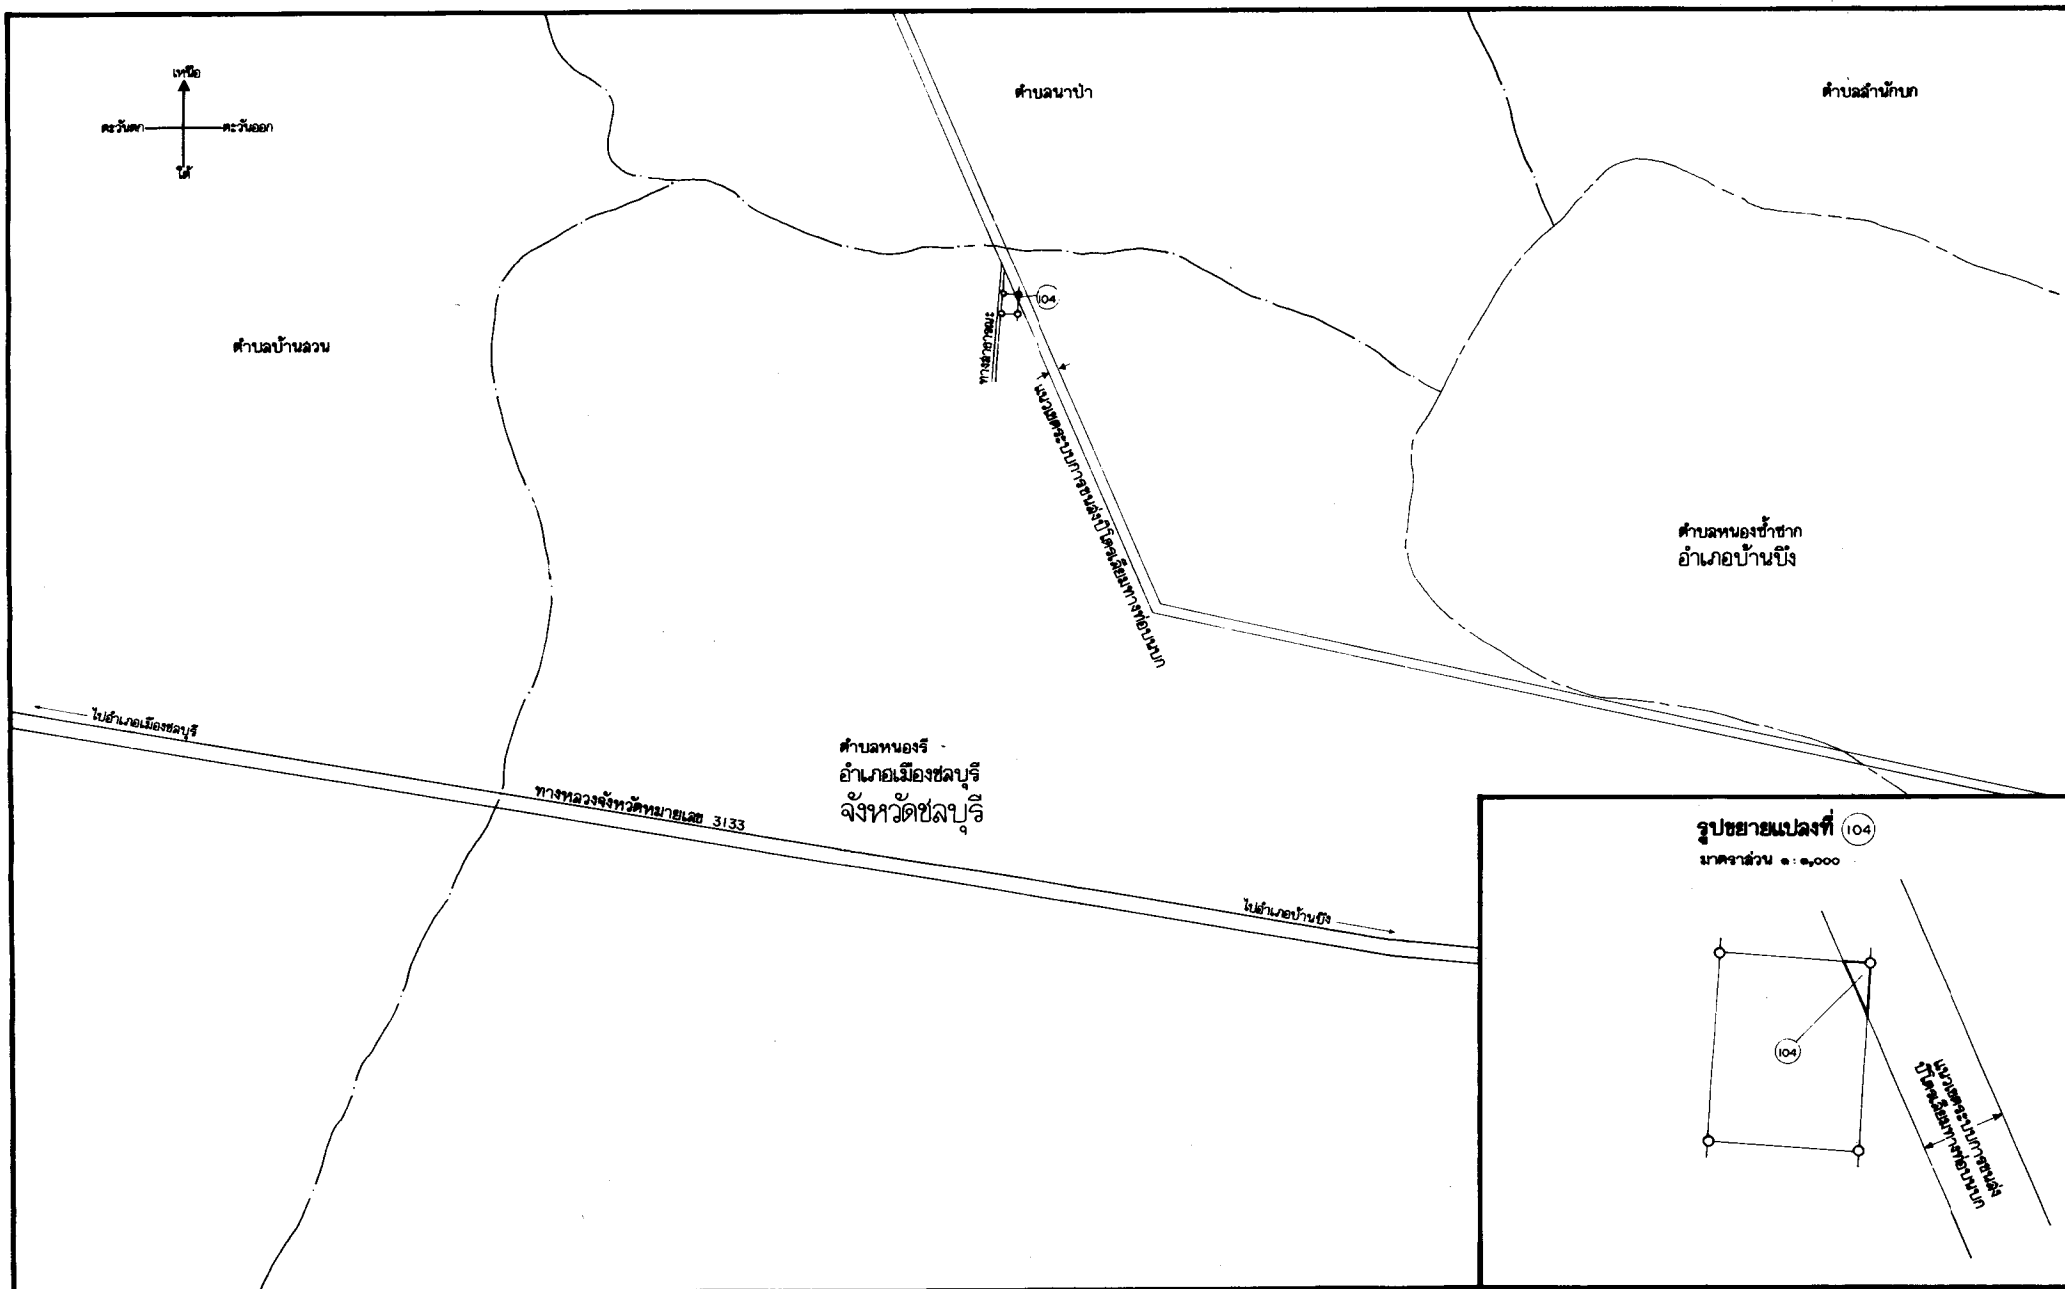 เหนือ
ตะวันตก
ตะวันออก
ใต้
ตำบลนาป่า
ตำบลสำนักบก
104
ตำบลบ้านสวน
ทางสาธารณะ
แนวเขตระบบการขนส่งปิโตรเลียมทางท่อบนบก
ตำบลหนองซ้ำซาก
อำเภอบ้านบึง
ไปอำเภอเมืองชลบุรี
ตำบลหนองรี
อำเภอเมืองชลบุรี
จังหวัดชลบุรี
ทางหลวงจังหวัดหมายเลข 3133
ไปอำเภอบ้านบึง
รูปขยายแปลงที่ 104
มาตราส่วน ๑:๑,๐๐๐
104
แนวเขตระบบการขนส่ง
ปิโตรเลียมทางท่อบนบก